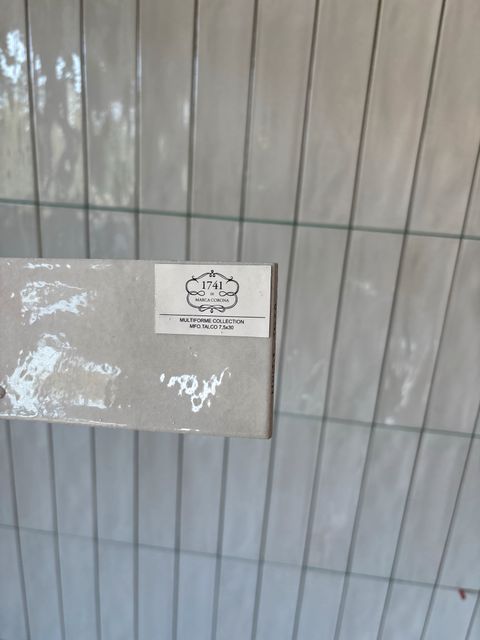 1741
DI
MARCA CORONA
MULTIFORME COLLECTION
MFO.TALCO 7,5x30